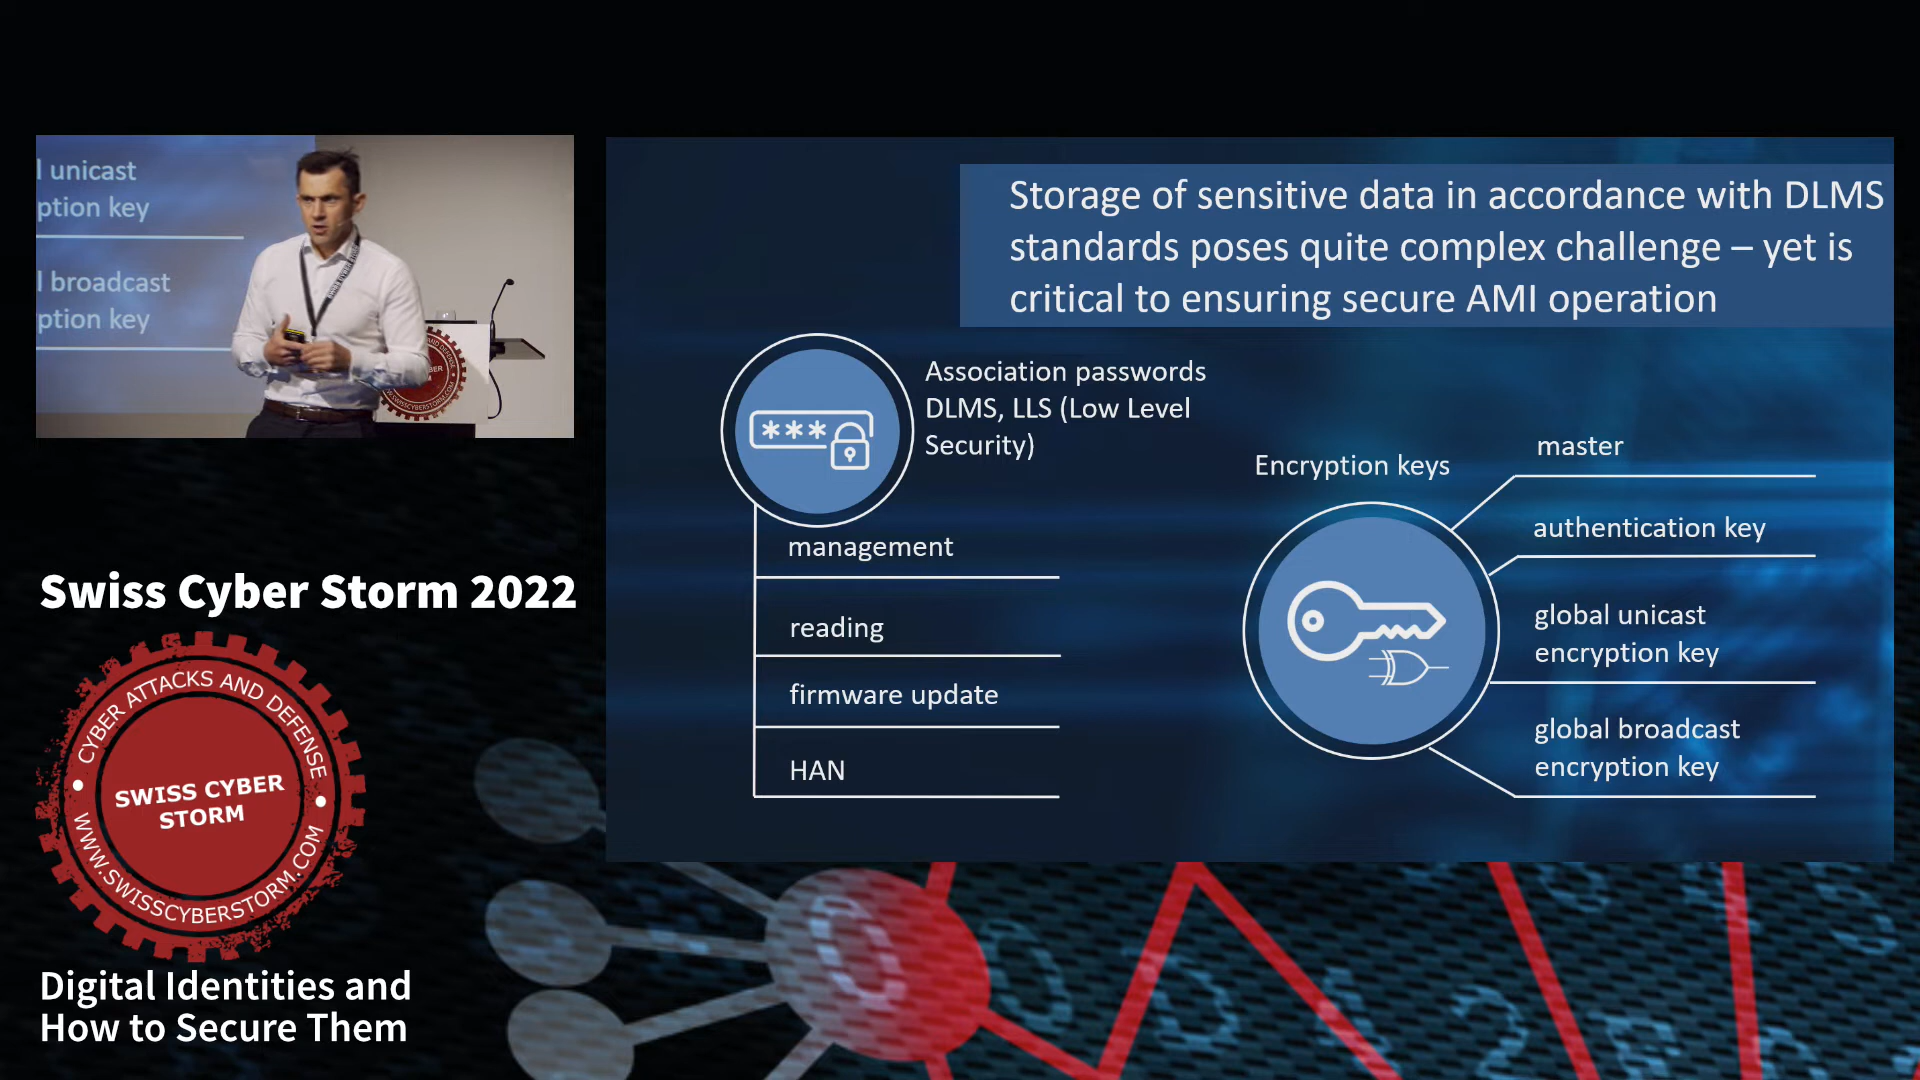 l unicast
ption key
l broadcast
ption key
Storage of sensitive data in accordance with DLMS
standards poses quite complex challenge – yet is
critical to ensuring secure AMI operation
Association passwords
DLMS, LLS (Low Level
Security)
***
management
reading
firmware update
HAN
Encryption keys
master
authentication key
global unicast
encryption key
global broadcast
encryption key
Swiss Cyber Storm 2022
CYBER ATTACKS AND DEFENSE
SWISS CYBER
STORM
WWW.SWISSCYBERSTORM.COM
Digital Identities and
How to Secure Them